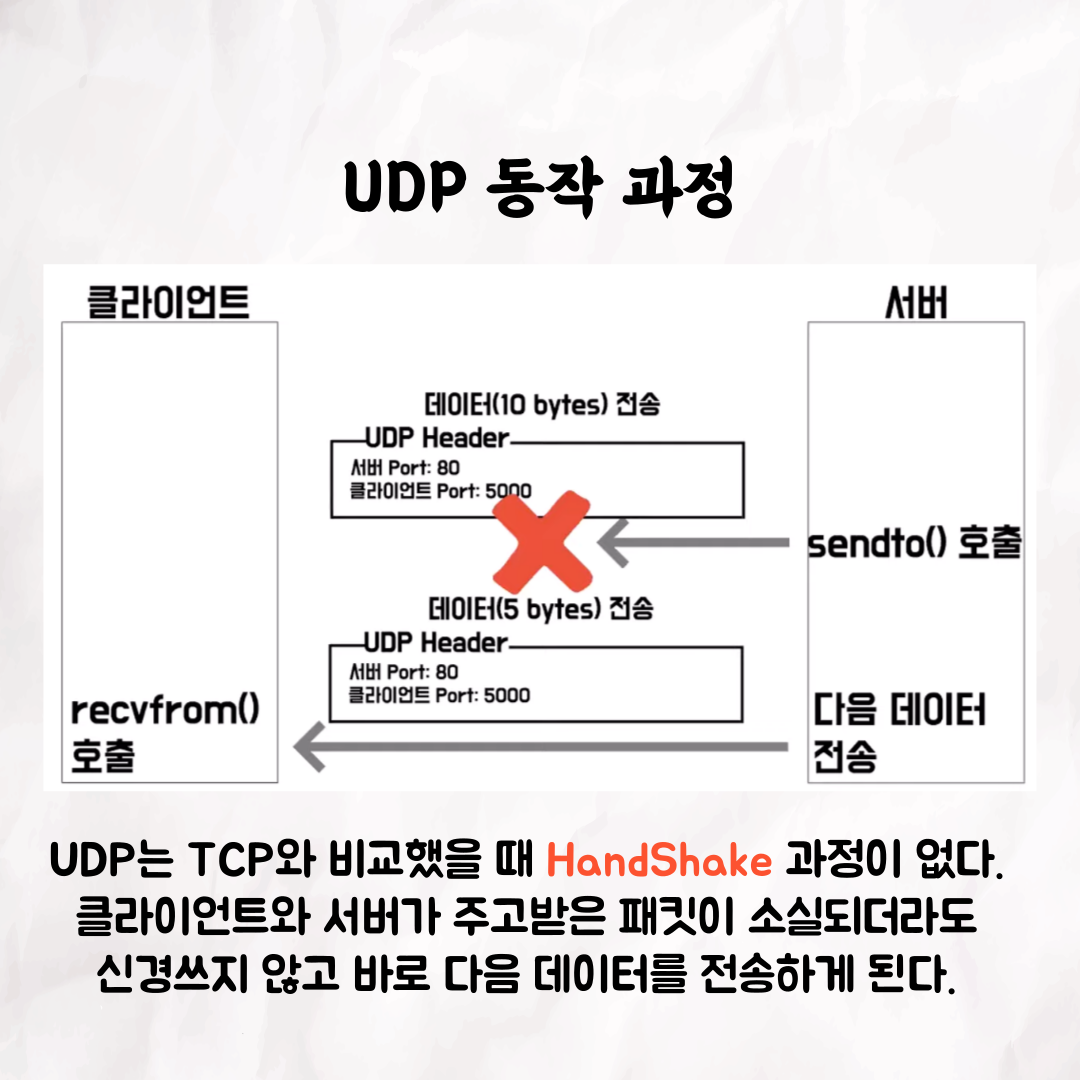 UDP 동작 과정
클라이언트
서버
데이터(10 bytes) 전송
UDP Header
서버 Port: 80
클라이언트 Port: 5000
sendto() 호출
데이터(5 bytes) 전송
UDP Header
서버 Port: 80
클라이언트 Port: 5000
recvfrom()
호출
다음 데이터
전송
UDP는 TCP와 비교했을 때 HandShake 과정이 없다.
클라이언트와 서버가 주고받은 패킷이 소실되더라도
신경쓰지 않고 바로 다음 데이터를 전송하게 된다.